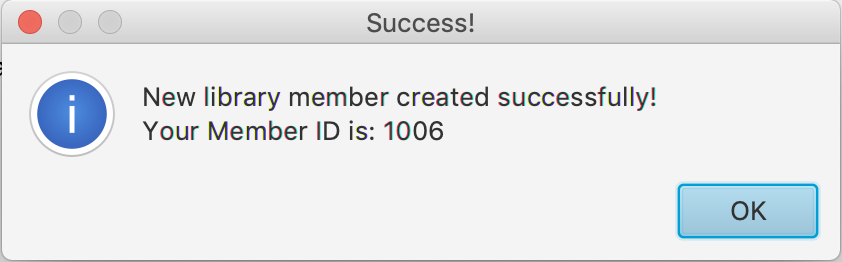 Success!
New library member created successfully!
Your Member ID is: 1006
OK